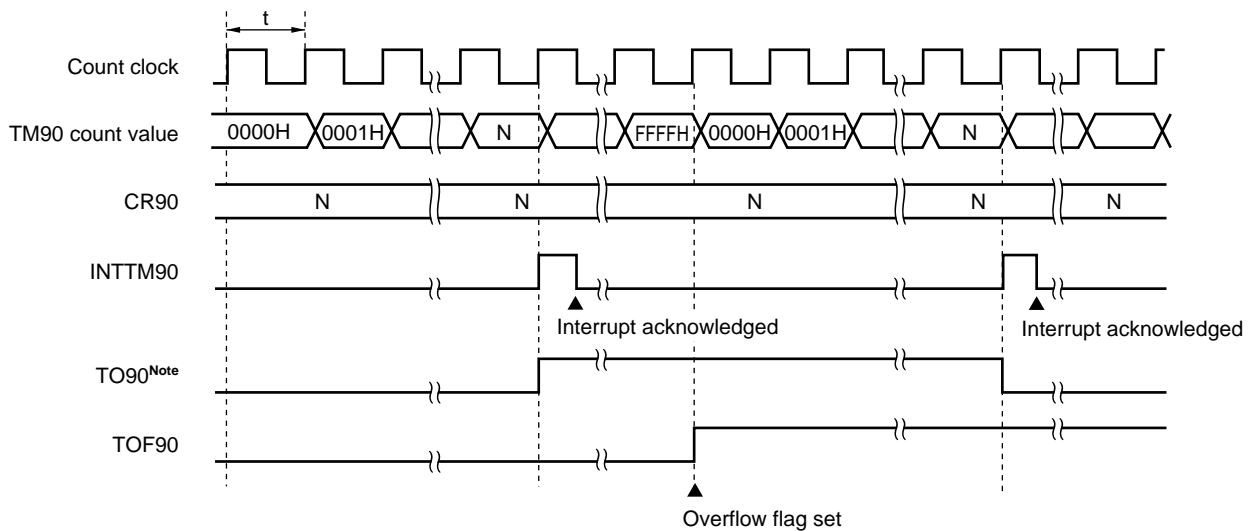 t
Count clock
TM90 count value 0000H 0001H N FFFFH 0000H 0001H N
CR90 N N N N N
INTTM90
Interrupt acknowledged Interrupt acknowledged
TO90Note
TOF90
Overflow flag set